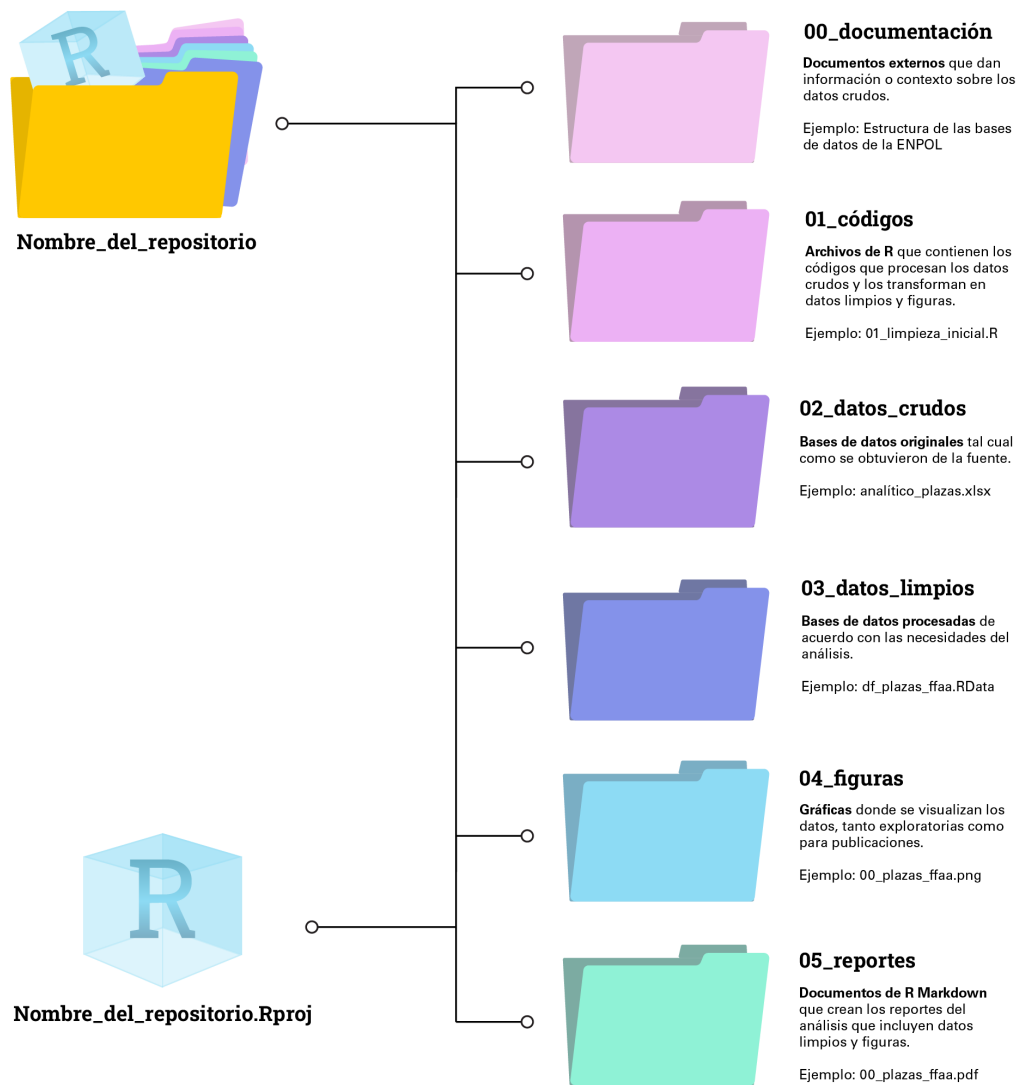 R
Nombre_del_repositorio
00_documentación
Documentos externos que dan
información o contexto sobre los
datos crudos.
Ejemplo: Estructura de las bases
de datos de la ENPOL
01_códigos
Archivos de R que contienen los
códigos que procesan los datos
crudos y los transforman en
datos limpios y figuras.
Ejemplo: 01_limpieza_inicial.R
02_datos_crudos
Bases de datos originales tal cual
como se obtuvieron de la fuente.
Ejemplo: analítico_plazas.xlsx
03_datos_limpios
Bases de datos procesadas de
acuerdo con las necesidades del
análisis.
Ejemplo: df_plazas_ffaa.RData
04_figuras
Gráficas donde se visualizan los
datos, tanto exploratorias como
para publicaciones.
Ejemplo: 00_plazas_ffaa.png
R
Nombre_del_repositorio.Rproj
05_reportes
Documentos de R Markdown
que crean los reportes del
análisis que incluyen datos
limpios y figuras.
Ejemplo: 00_plazas_ffaa.pdf